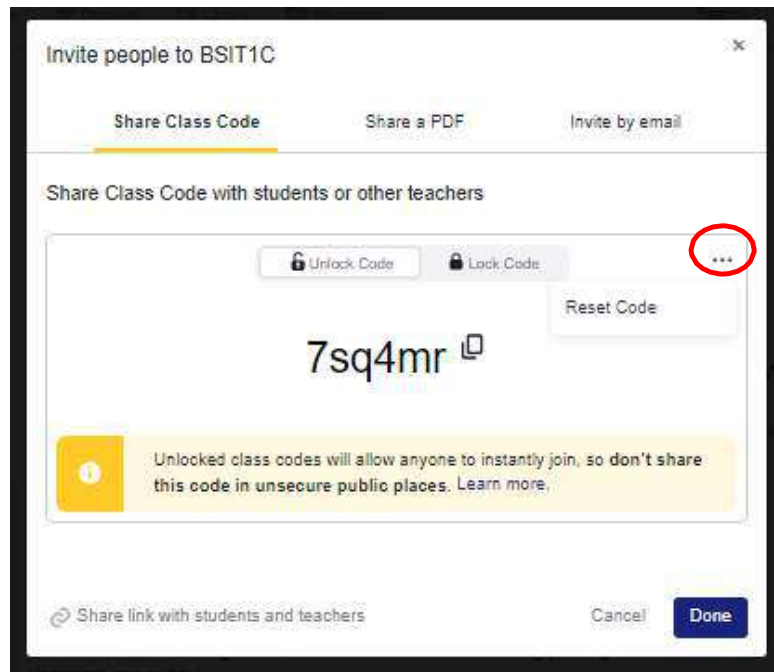 Invite people to BSIT1C
Share Class Code Share a PDF Invite by email
Share Class Code with students or other teachers
Unlock Code Lock Code
Reset Code
7sq4mr
Unlocked class codes will allow anyone to instantly join, so don't share
this code in unsecure public places. Learn more.
Share link with students and teachers Cancel Done